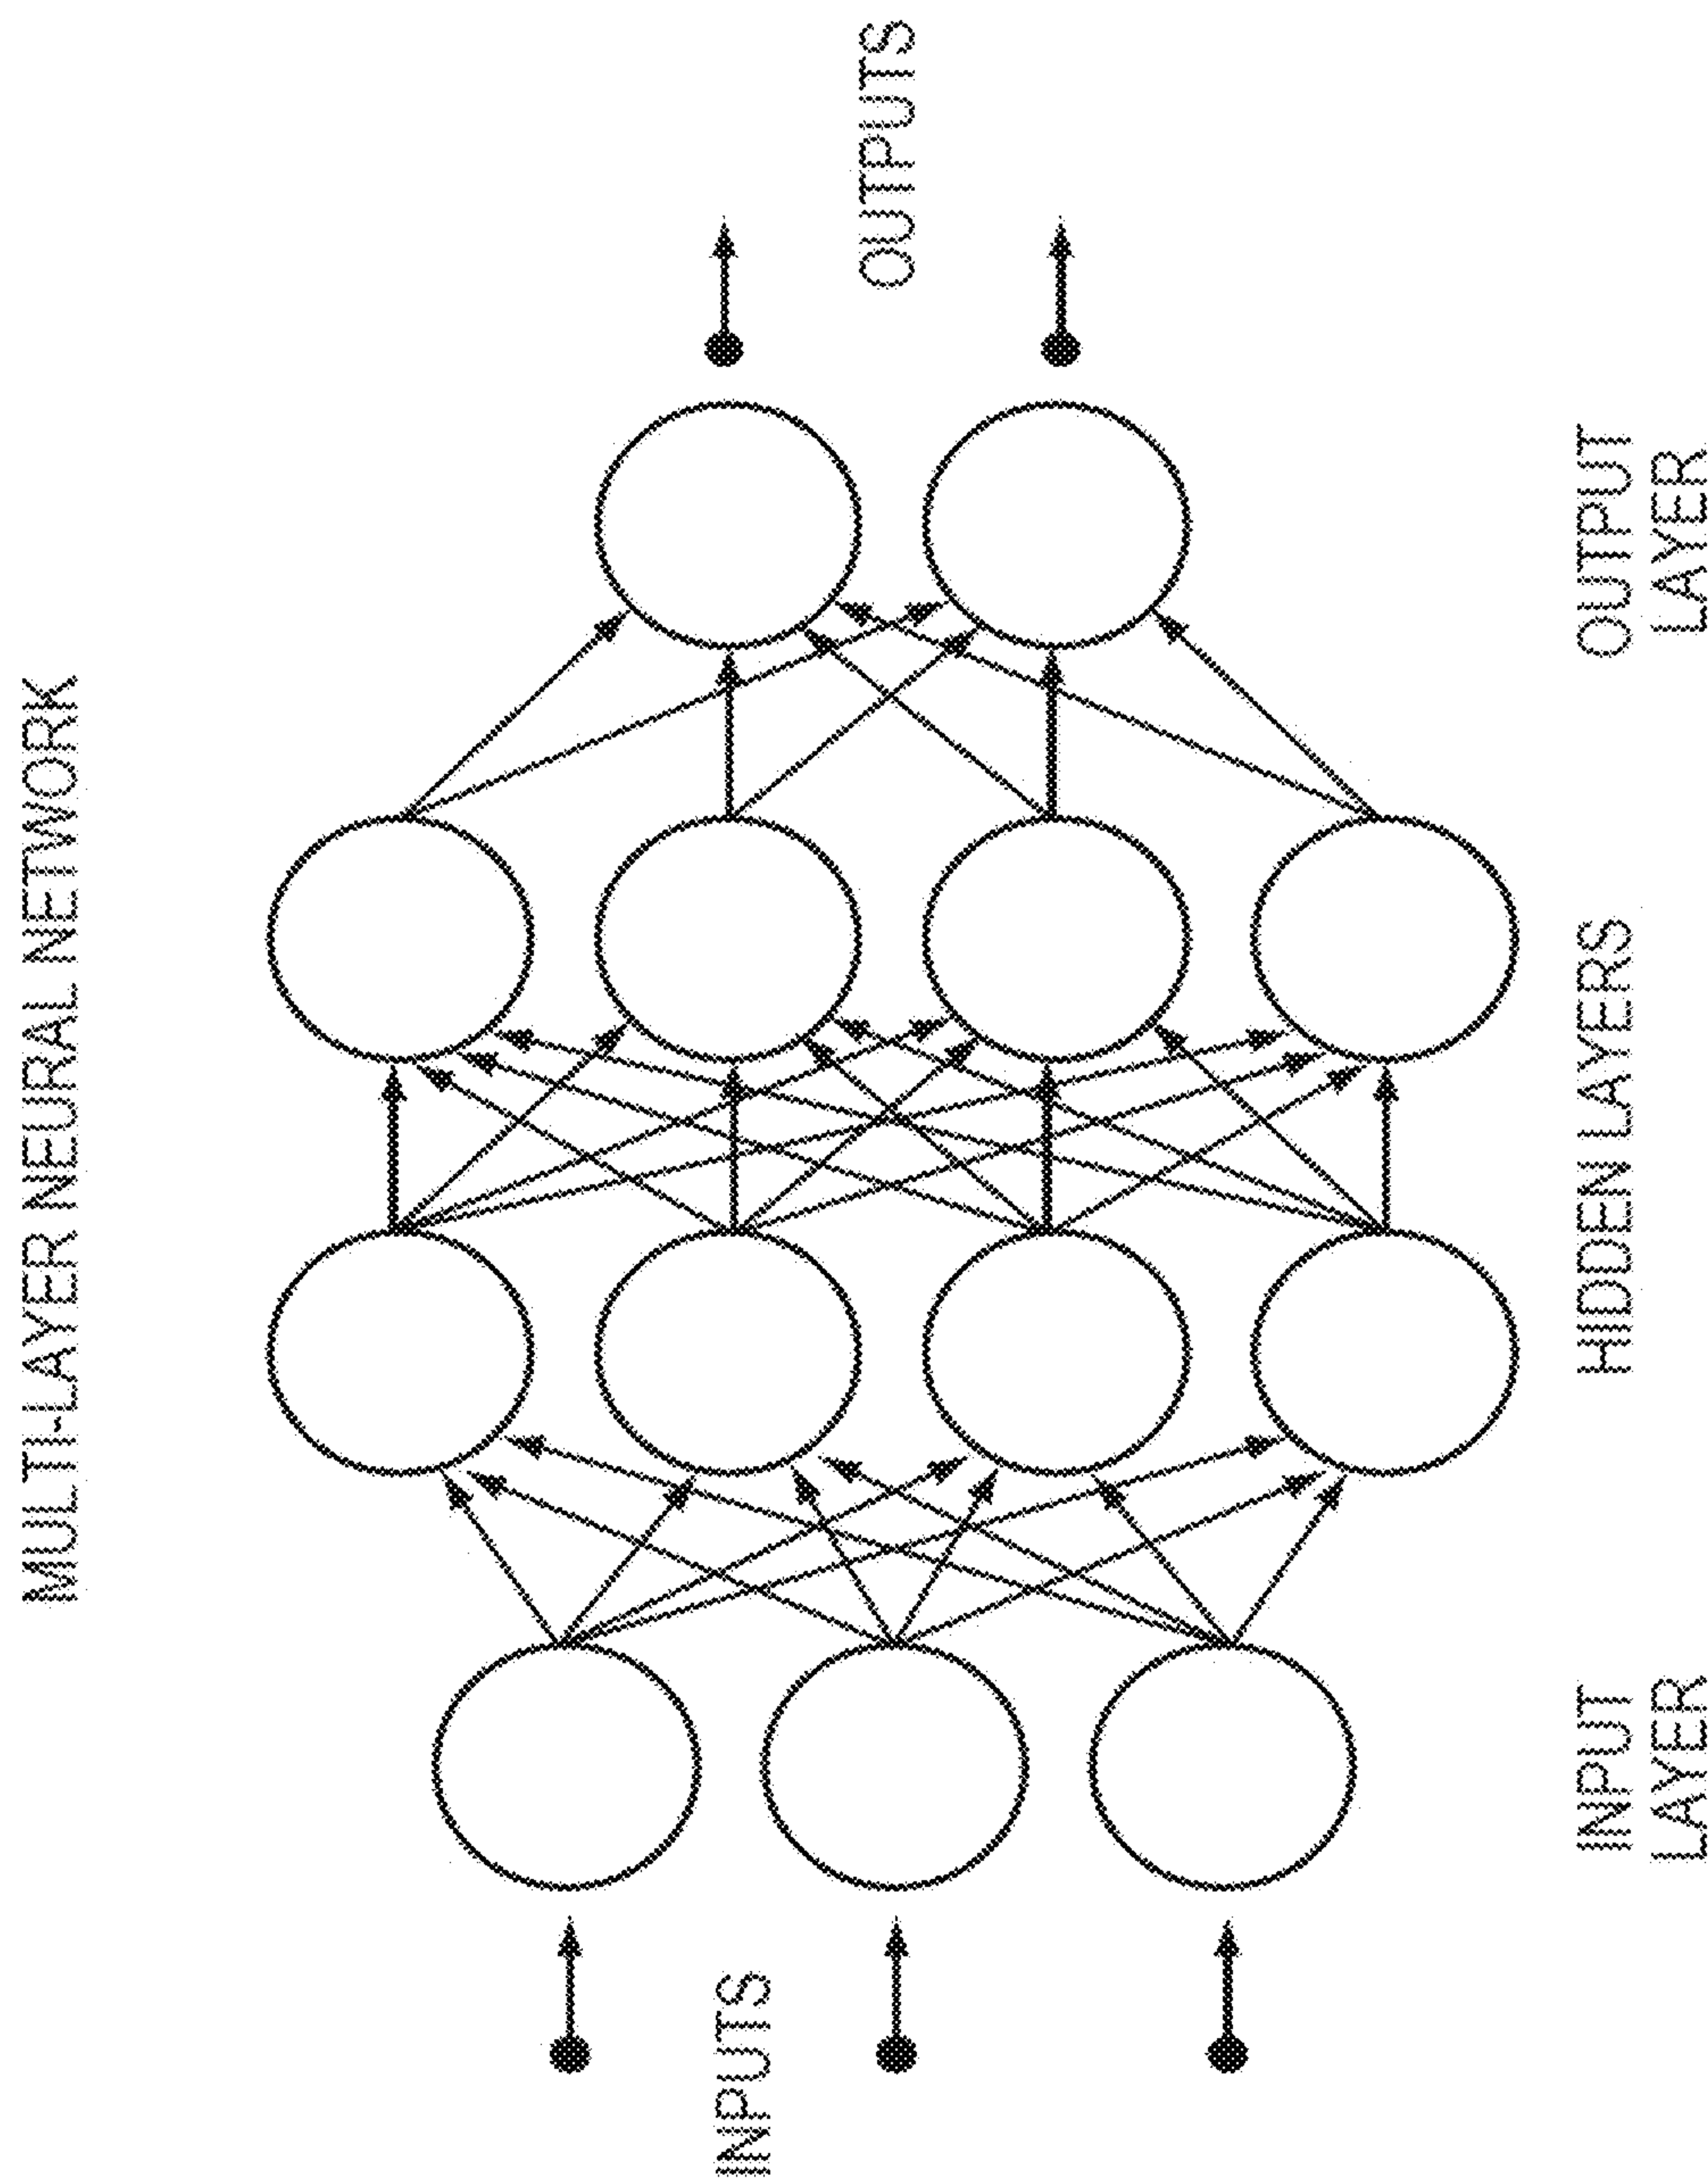 MULTI-LAYER NEURAL NETWORK
INPUTS
OUTPUTS
INPUT
LAYER
HIDDEN LAYERS
OUTPUT
LAYER